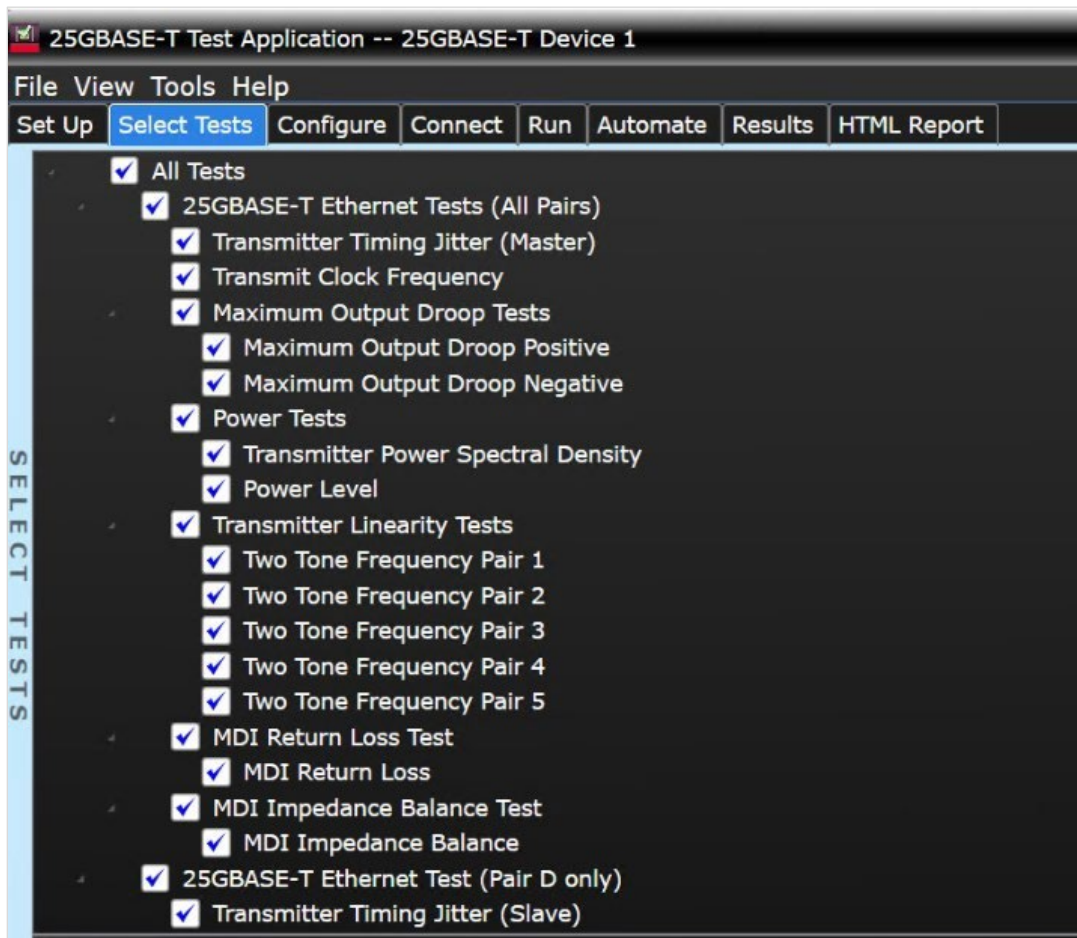 25GBASE-T Test Application -- 25GBASE-T Device 1
File View Tools Help
Set Up Select Tests Configure Connect Run Automate Results HTML Report
SELECT TESTS
All Tests
25GBASE-T Ethernet Tests (All Pairs)
Transmitter Timing Jitter (Master)
Transmit Clock Frequency
Maximum Output Droop Tests
Maximum Output Droop Positive
Maximum Output Droop Negative
Power Tests
Transmitter Power Spectral Density
Power Level
Transmitter Linearity Tests
Two Tone Frequency Pair 1
Two Tone Frequency Pair 2
Two Tone Frequency Pair 3
Two Tone Frequency Pair 4
Two Tone Frequency Pair 5
MDI Return Loss Test
MDI Return Loss
MDI Impedance Balance Test
MDI Impedance Balance
25GBASE-T Ethernet Test (Pair D only)
Transmitter Timing Jitter (Slave)